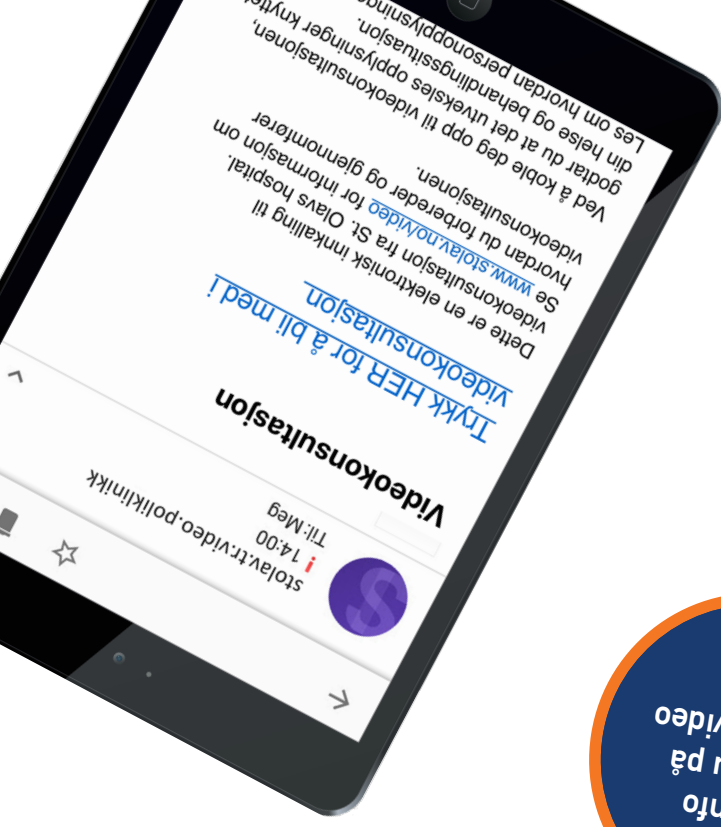 stolav.tr.video.poliklinikk
! 14:00
Til: Meg
Videokonsultasjon
Trykk HER for å bli med i
videokonsultasjon
Dette er en elektronisk innkalling til
videokonsultasjon fra St. Olavs hospital.
Se www.stolav.no/video for informasjon om
hvordan du forbereder og gjennomfører
videokonsultasjonen.
Ved å koble deg opp til videokonsultasjonen,
godtar du at det utveksles opplysninger knyttet
din helse og behandlingssituasjon.
Les om hvordan
S